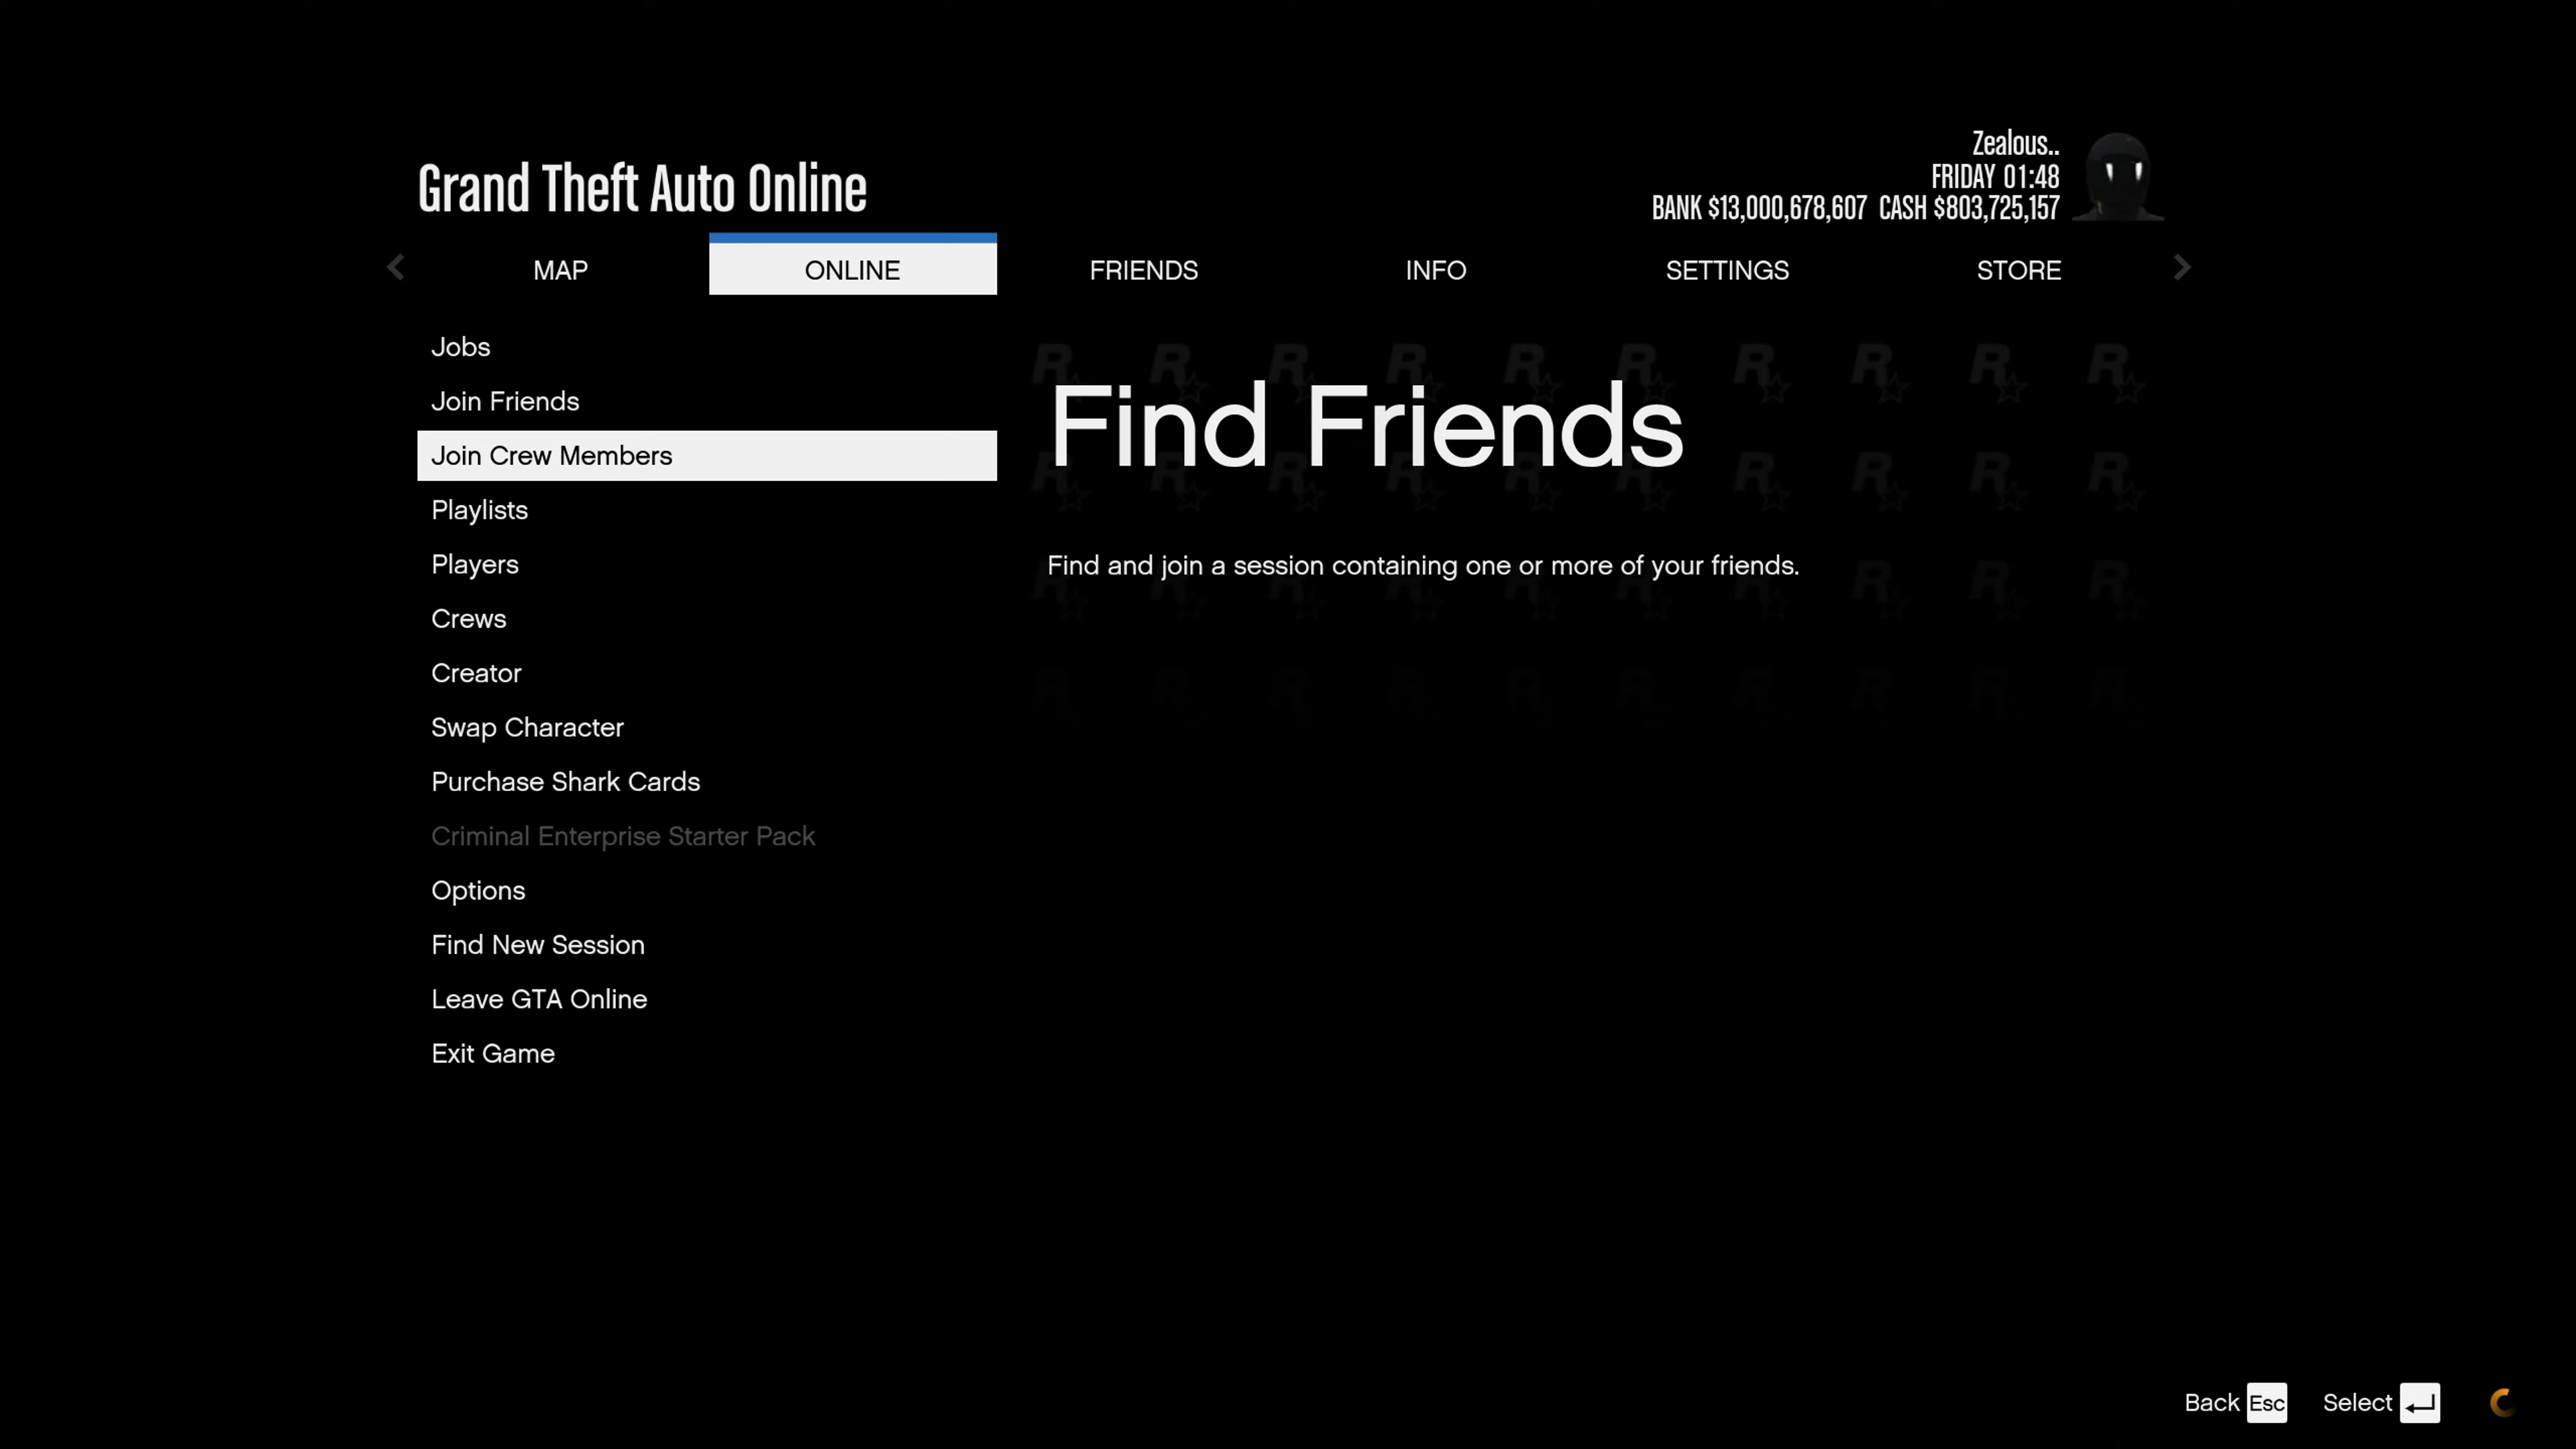 Zealous..
Grand Theft Auto Online
FRIDAY 01:48
BANK $13,000,678,607 CASH $803,725,157
MAP
ONLINE
FRIENDS
INFO
SETTINGS
STORE
Jobs
Join Friends
Join Crew Members
Playlists
Players
Crews
Creator
Swap Character
Purchase Shark Cards
Criminal Enterprise Starter Pack
Options
Find New Session
Leave GTA Online
Exit Game
Find Friends
Find and join a session containing one or more of your friends.
Back Esc
Select